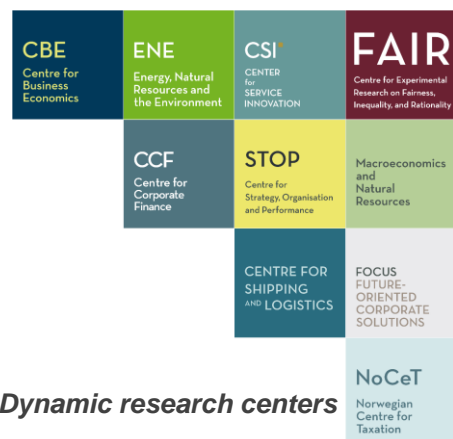 CBE
Centre for
Business
Economics
ENE
Energy, Natural
Resources and
the Environment
CSI
CENTER
for
SERVICE
INNOVATION
FAIR
Centre for Experimental
Research on Fairness,
Inequality, and Rationality
CCF
Centre for
Corporate
Finance
STOP
Centre for
Strategy, Organisation
and Performance
Macroeconomics
and
Natural
Resources
CENTRE FOR
SHIPPING
AND LOGISTICS
FOCUS
FUTURE-
ORIENTED
CORPORATE
SOLUTIONS
NoCeT
Norwegian
Centre for
Taxation
Dynamic research centers